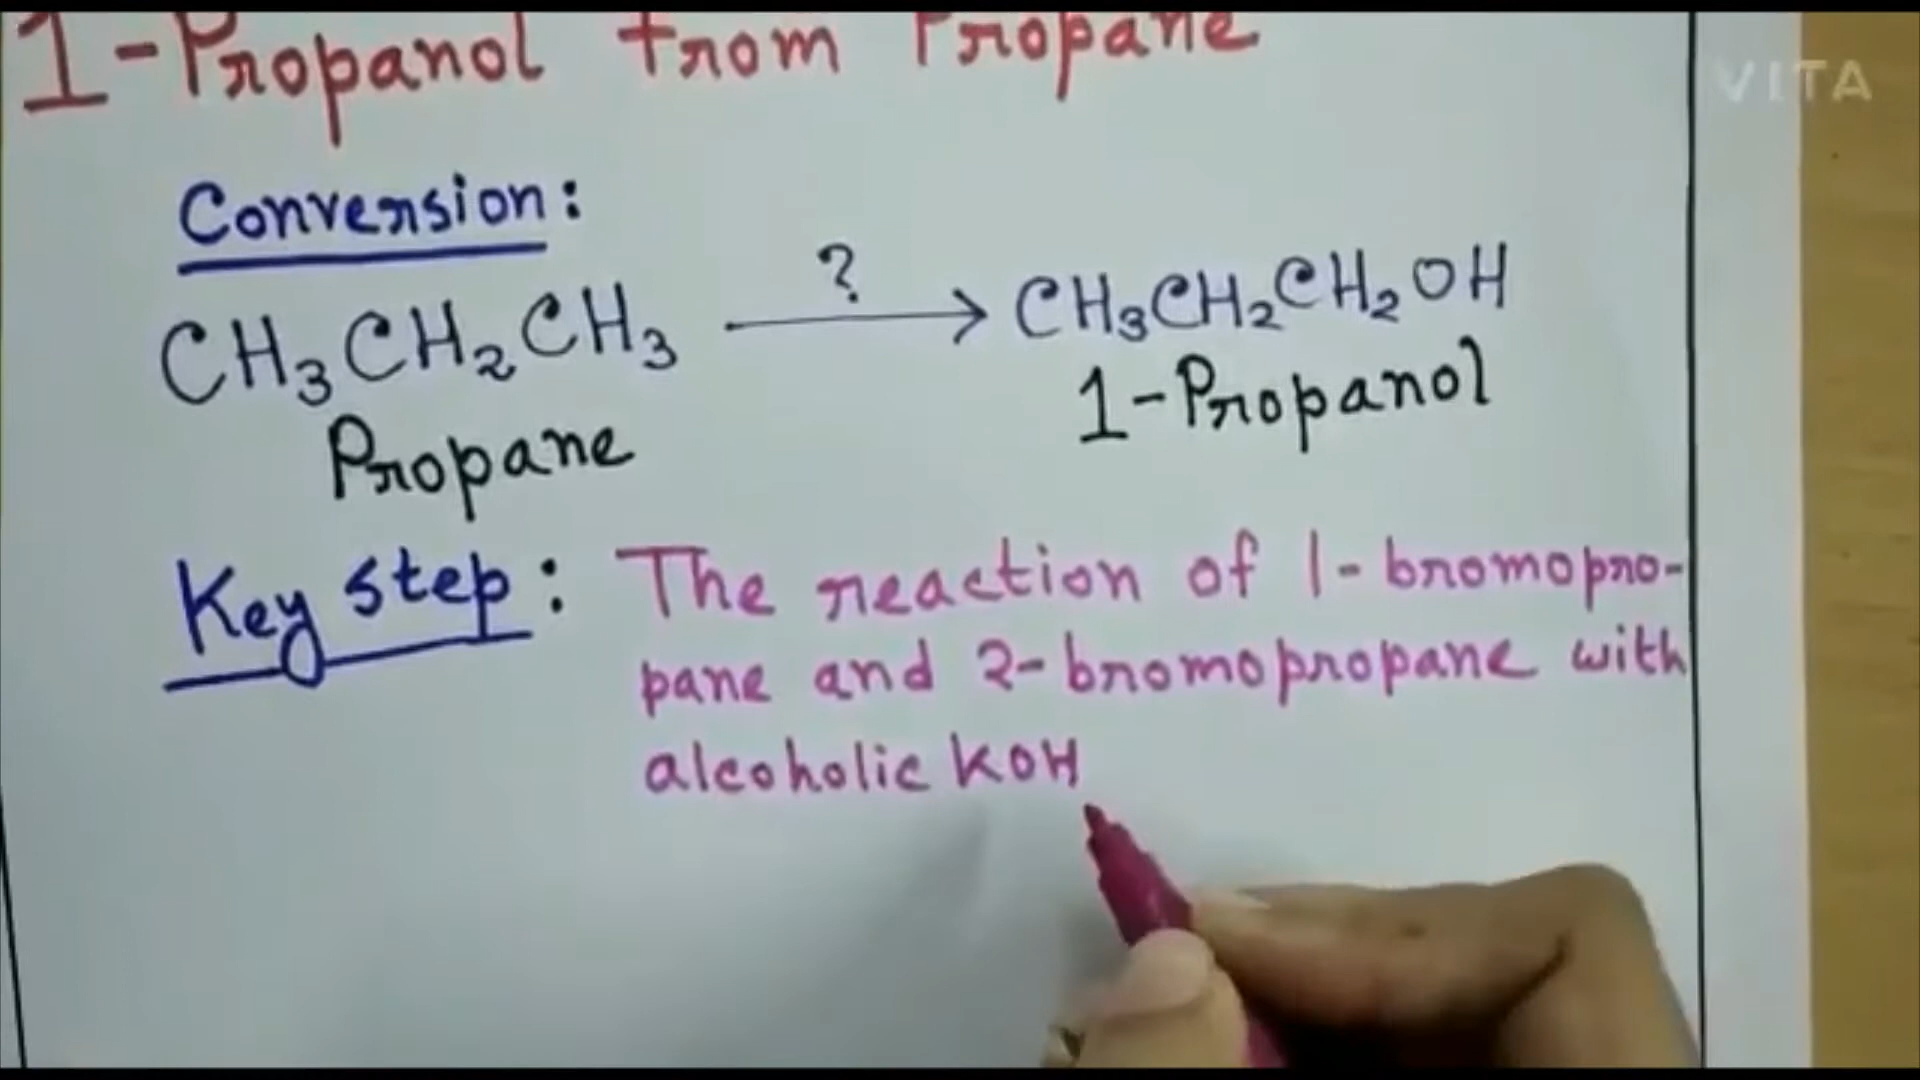 1-Propanol from Propane
VITA
Conversion:
CH₃CH₂CH₃ ? → CH₃CH₂CH₂OH
Propane 1-Propanol
Key step: The reaction of 1-bromopro-
pane and 2-bromopropane with
alcoholic KOH